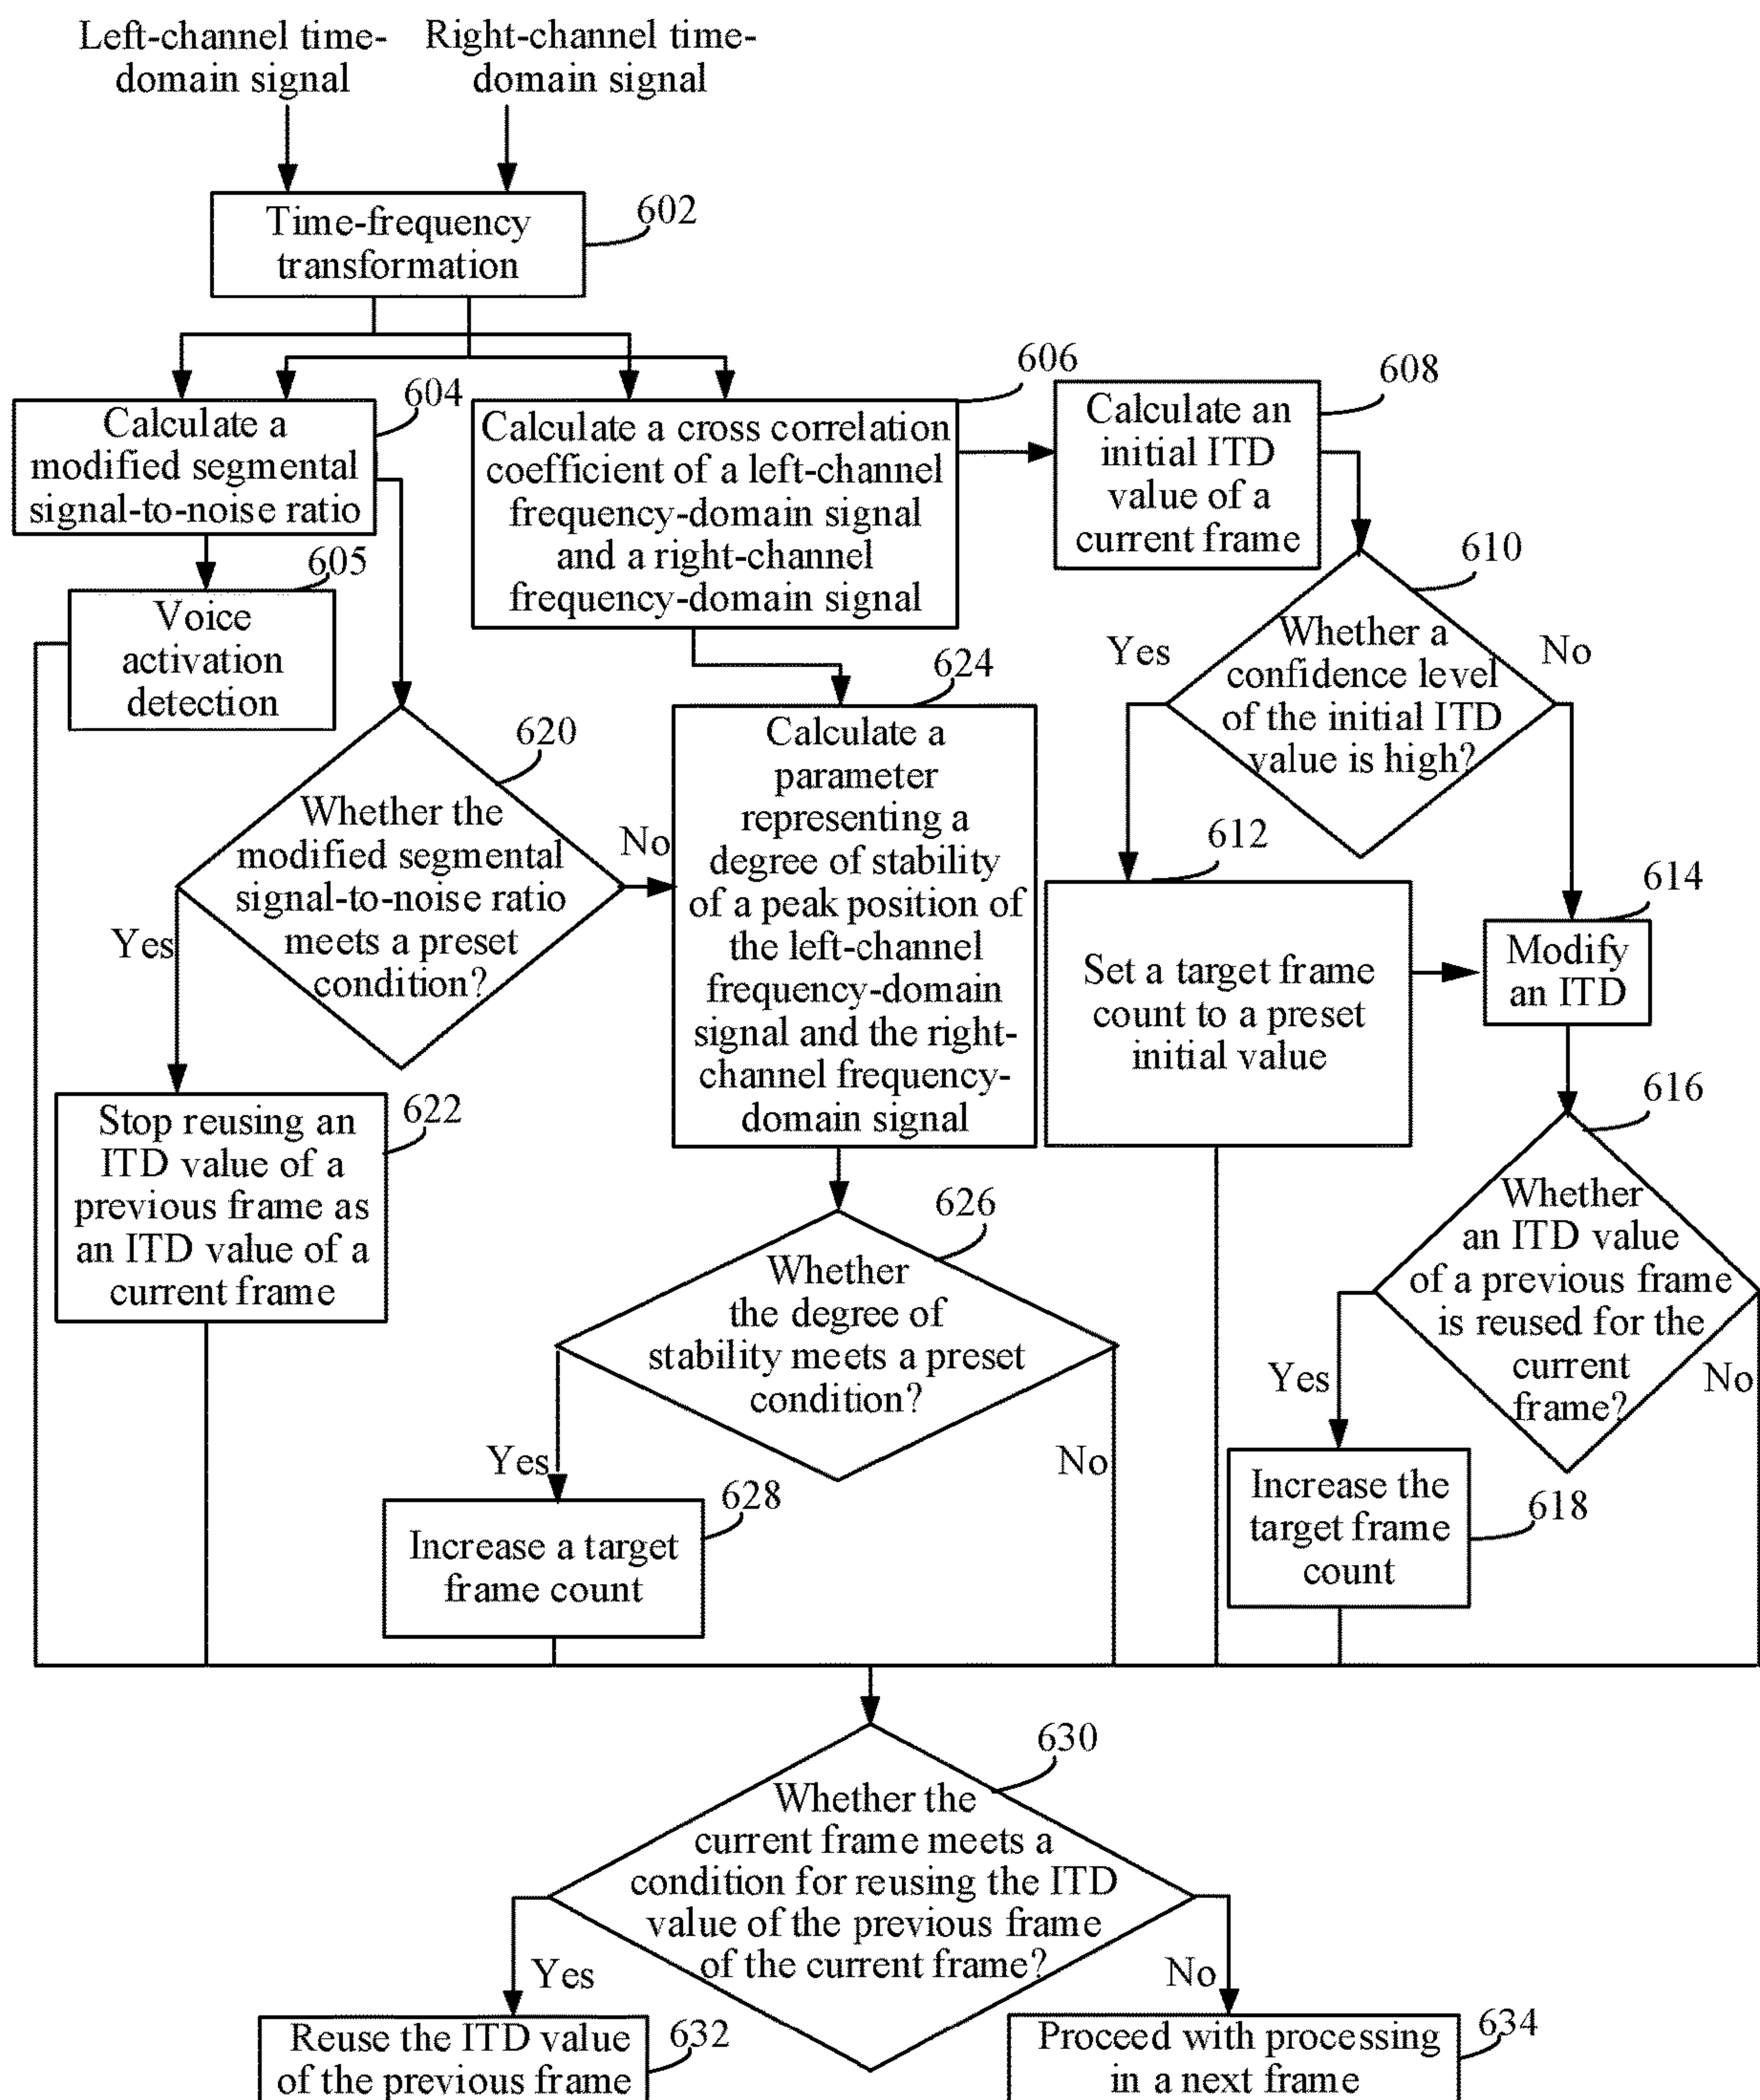 Left-channel time-
domain signal
Right-channel time-
domain signal
Time-frequency
transformation
602
604
Calculate a
modified segmental
signal-to-noise ratio
606
Calculate a cross correlation
coefficient of a left-channel
frequency-domain signal
and a right-channel
frequency-domain signal
608
Calculate an
initial ITD
value of a
current frame
605
Voice
activation
detection
610
Whether a
confidence level
of the initial ITD
value is high?
Yes
No
620
Whether the
modified segmental
signal-to-noise ratio
meets a preset
condition?
Yes
No
624
Calculate a
parameter
representing a
degree of stability
of a peak position of
the left-channel
frequency-domain
signal and the right-
channel frequency-
domain signal
612
Set a target frame
count to a preset
initial value
614
Modify
an ITD
622
Stop reusing an
ITD value of a
previous frame as
an ITD value of a
current frame
616
Whether
an ITD value
of a previous frame
is reused for the
current
frame?
Yes
No
626
Whether
the degree of
stability meets a preset
condition?
Yes
No
628
Increase a target
frame count
618
Increase the
target frame
count
630
Whether the
current frame meets a
condition for reusing the ITD
value of the previous frame
of the current frame?
Yes
No
632
Reuse the ITD value
of the previous frame
634
Proceed with processing
in a next frame